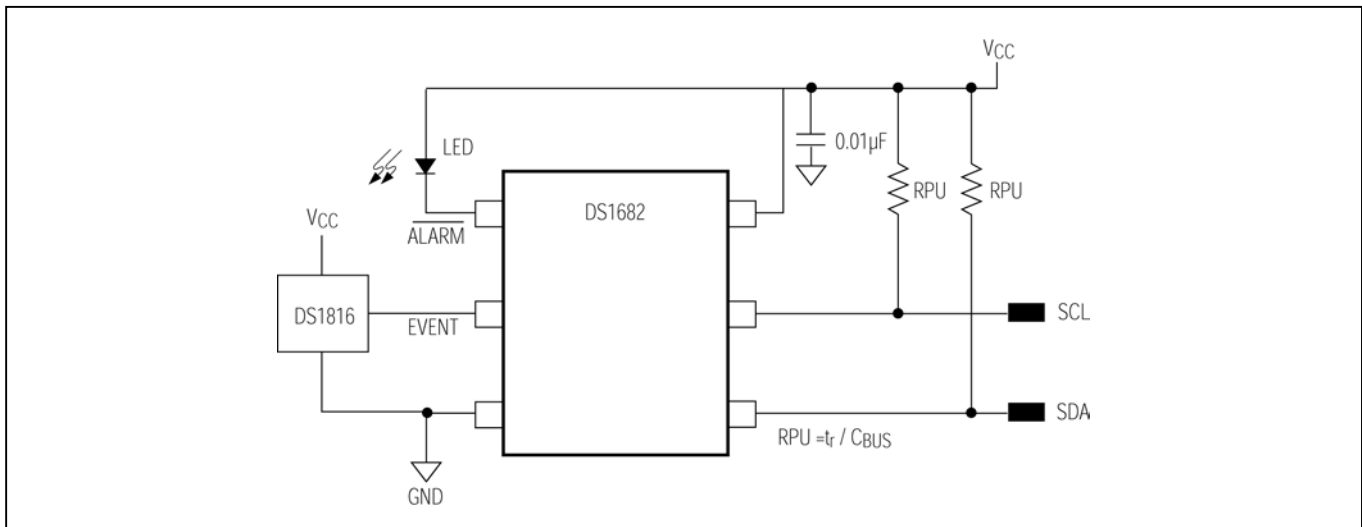 VCC
LED
0.01µF
RPU
RPU
DS1682
ALARM
VCC
DS1816
EVENT
SCL
SDA
RPU =tr / CBUS
GND